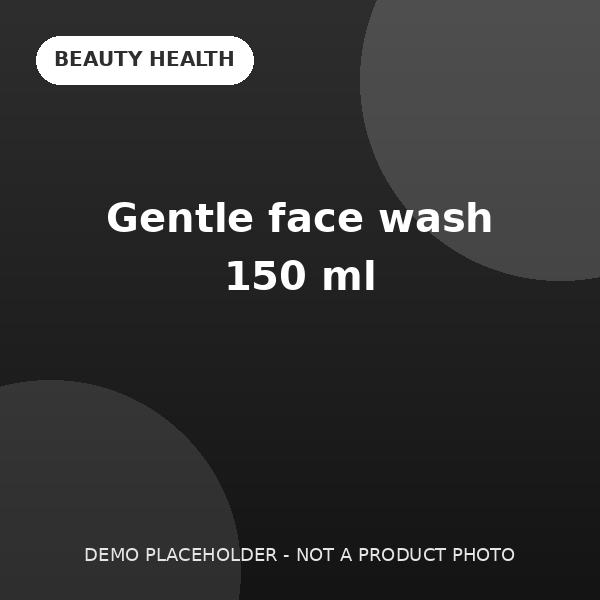 BEAUTY HEALTH
Gentle face wash
150 ml
DEMO PLACEHOLDER - NOT A PRODUCT PHOTO